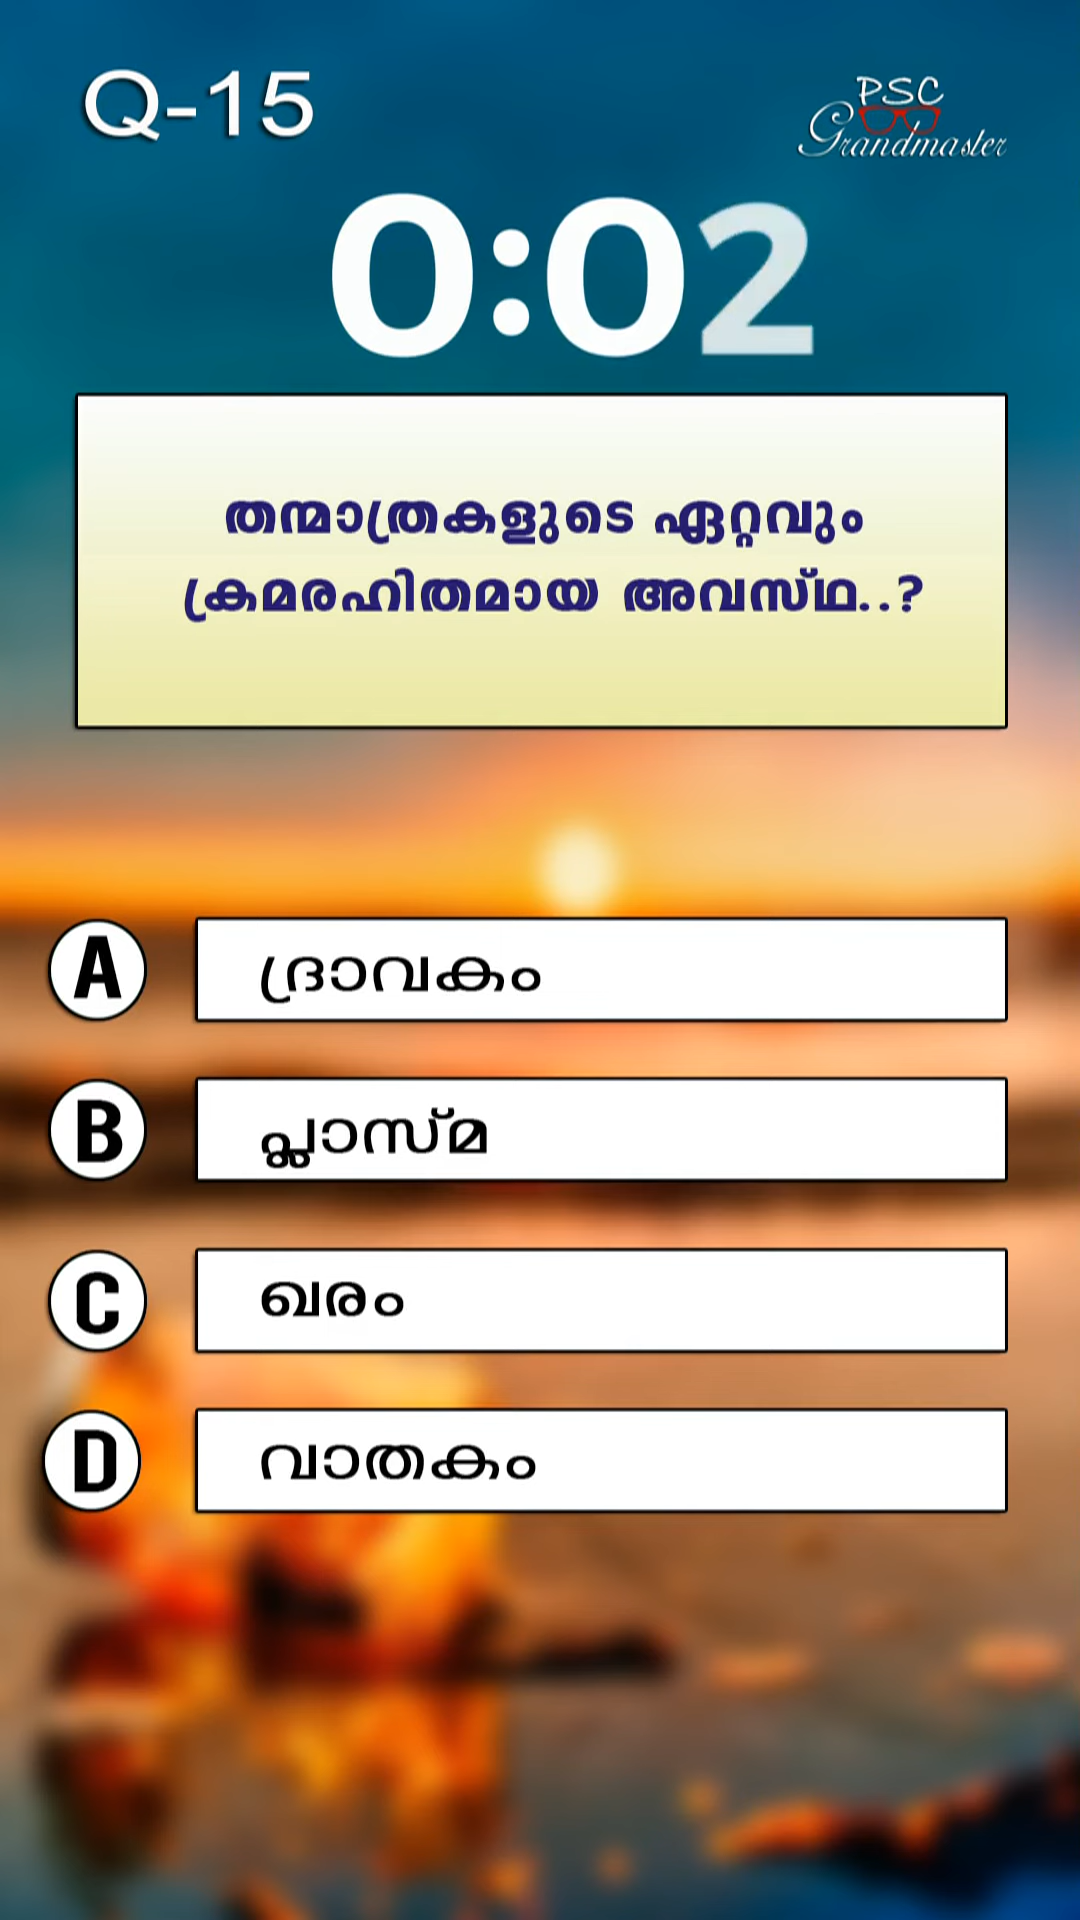 Q-15
PSC
Grandmaster
0:02
തന്മാത്രകളുടെ ഏറ്റവും
ക്രമരഹിതമായ അവസ്ഥ..?
A ദ്രാവകം
B പ്ലാസ്മ
C ഖരം
D വാതകം